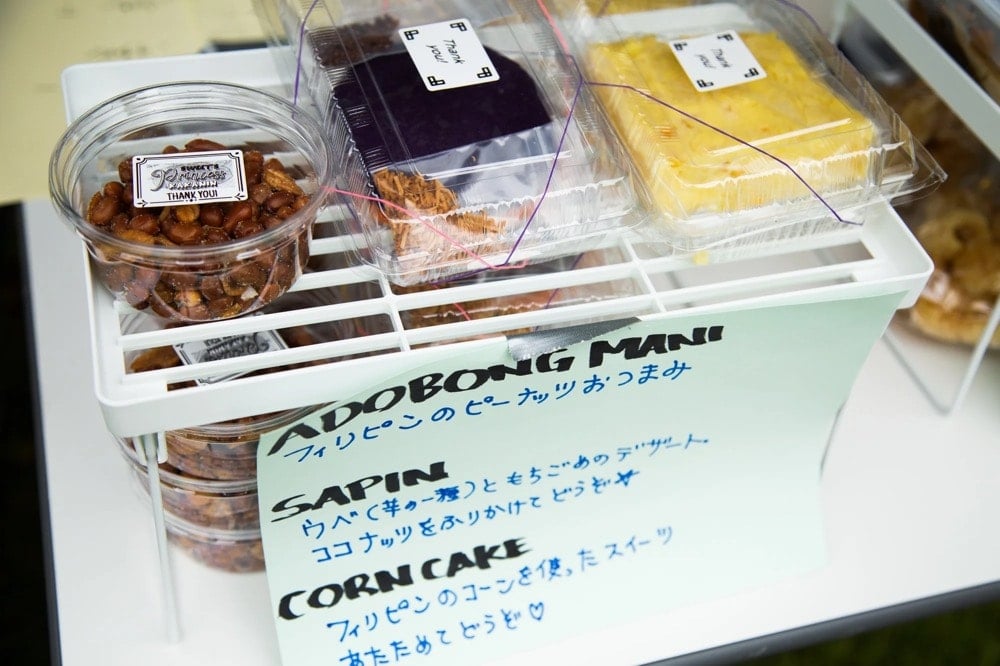 Thank you!
Thank you!
SWEETS
Princess
KAKANIN
THANK YOU!
ADOBONG MANI
フィリピンのピーナッツおつまみ
SAPIN
ウベ(芋の一種)ともちごめのデザート。
ココナッツをふりかけてどうぞ
CORN CAKE
フィリピンのコーンを使ったスイーツ
あたためてどうぞ♡